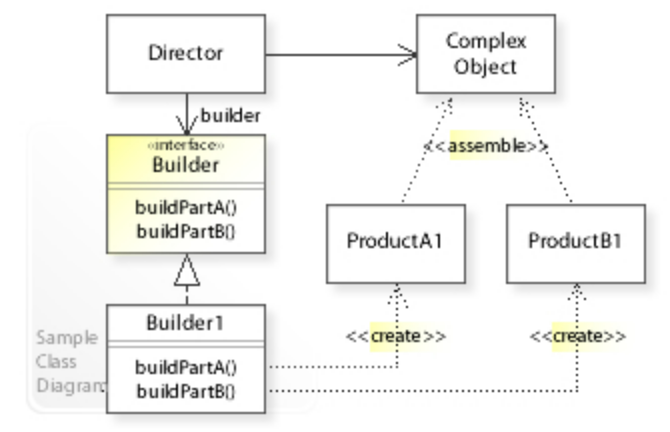 Director
Complex
Object
builder
«interface»
Builder
buildPartA()
buildPartB()
<<assemble>>
ProductA1
ProductB1
Builder1
buildPartA()
buildPartB()
<<create>>
<<create>>
Sample
Class
Diagram